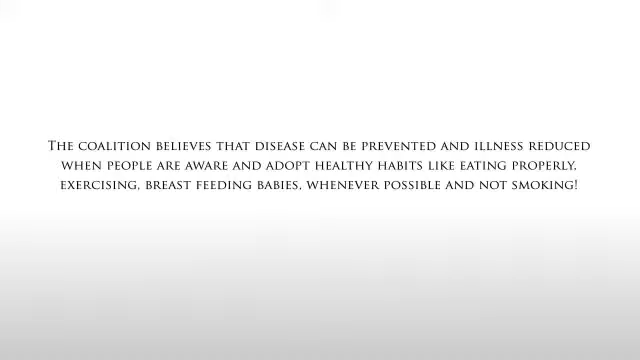 The coalition believes that disease can be prevented and illness reduced
when people are aware and adopt healthy habits like eating properly,
exercising, breast feeding babies, whenever possible and not smoking!